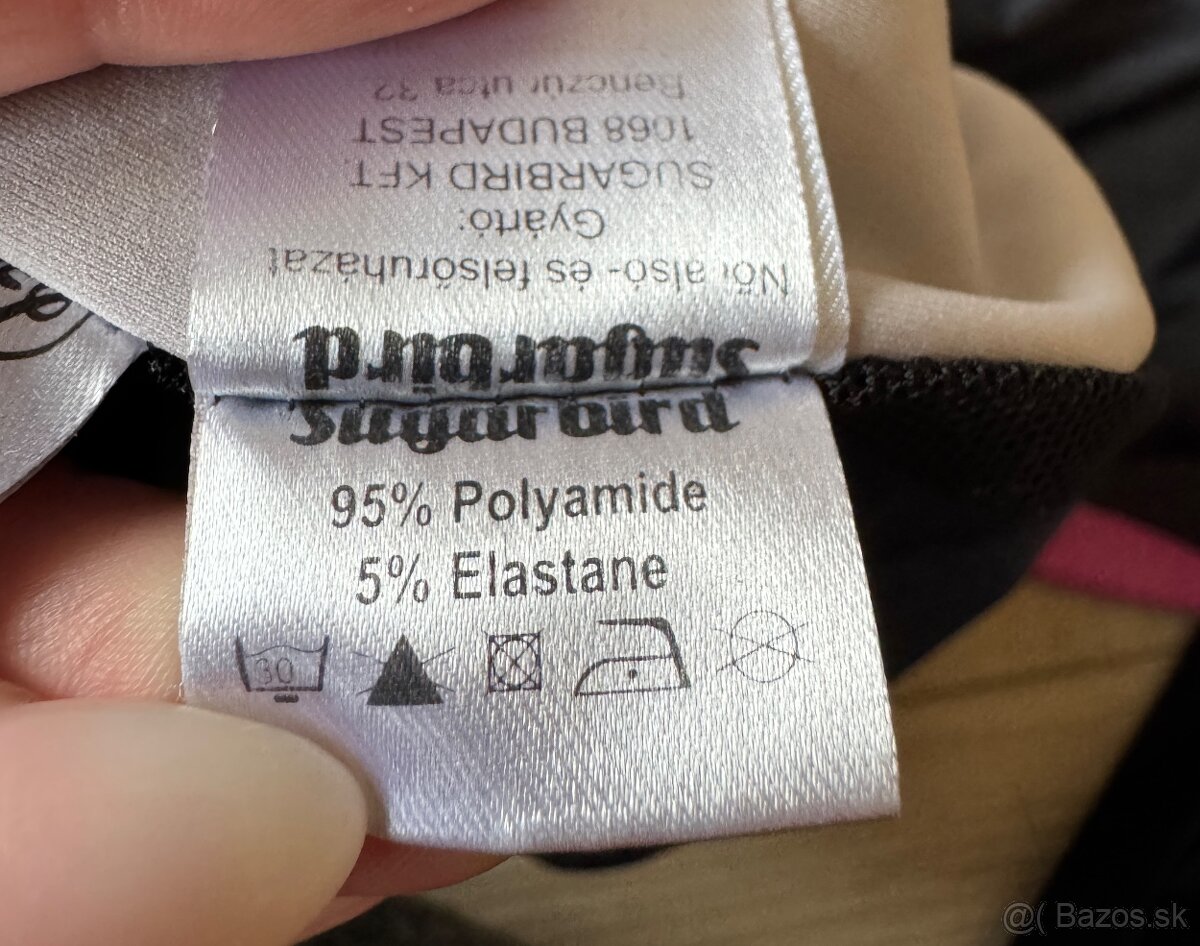 Benczúr utca 32.
1068 BUDAPEST
SUGARBIRD KFT.
Gyártó:
Női alsó- és felsőruházat
Sugarbird
Sugarbird
95% Polyamide
5% Elastane
30
@( Bazos.sk